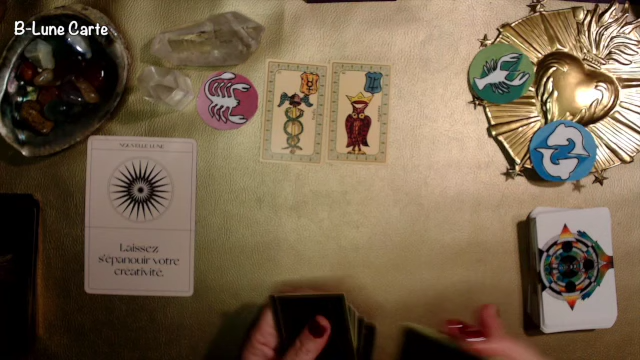 B-Lune Carte
NOUVELLE LUNE
Laissez
s'épanouir votre
créativité.